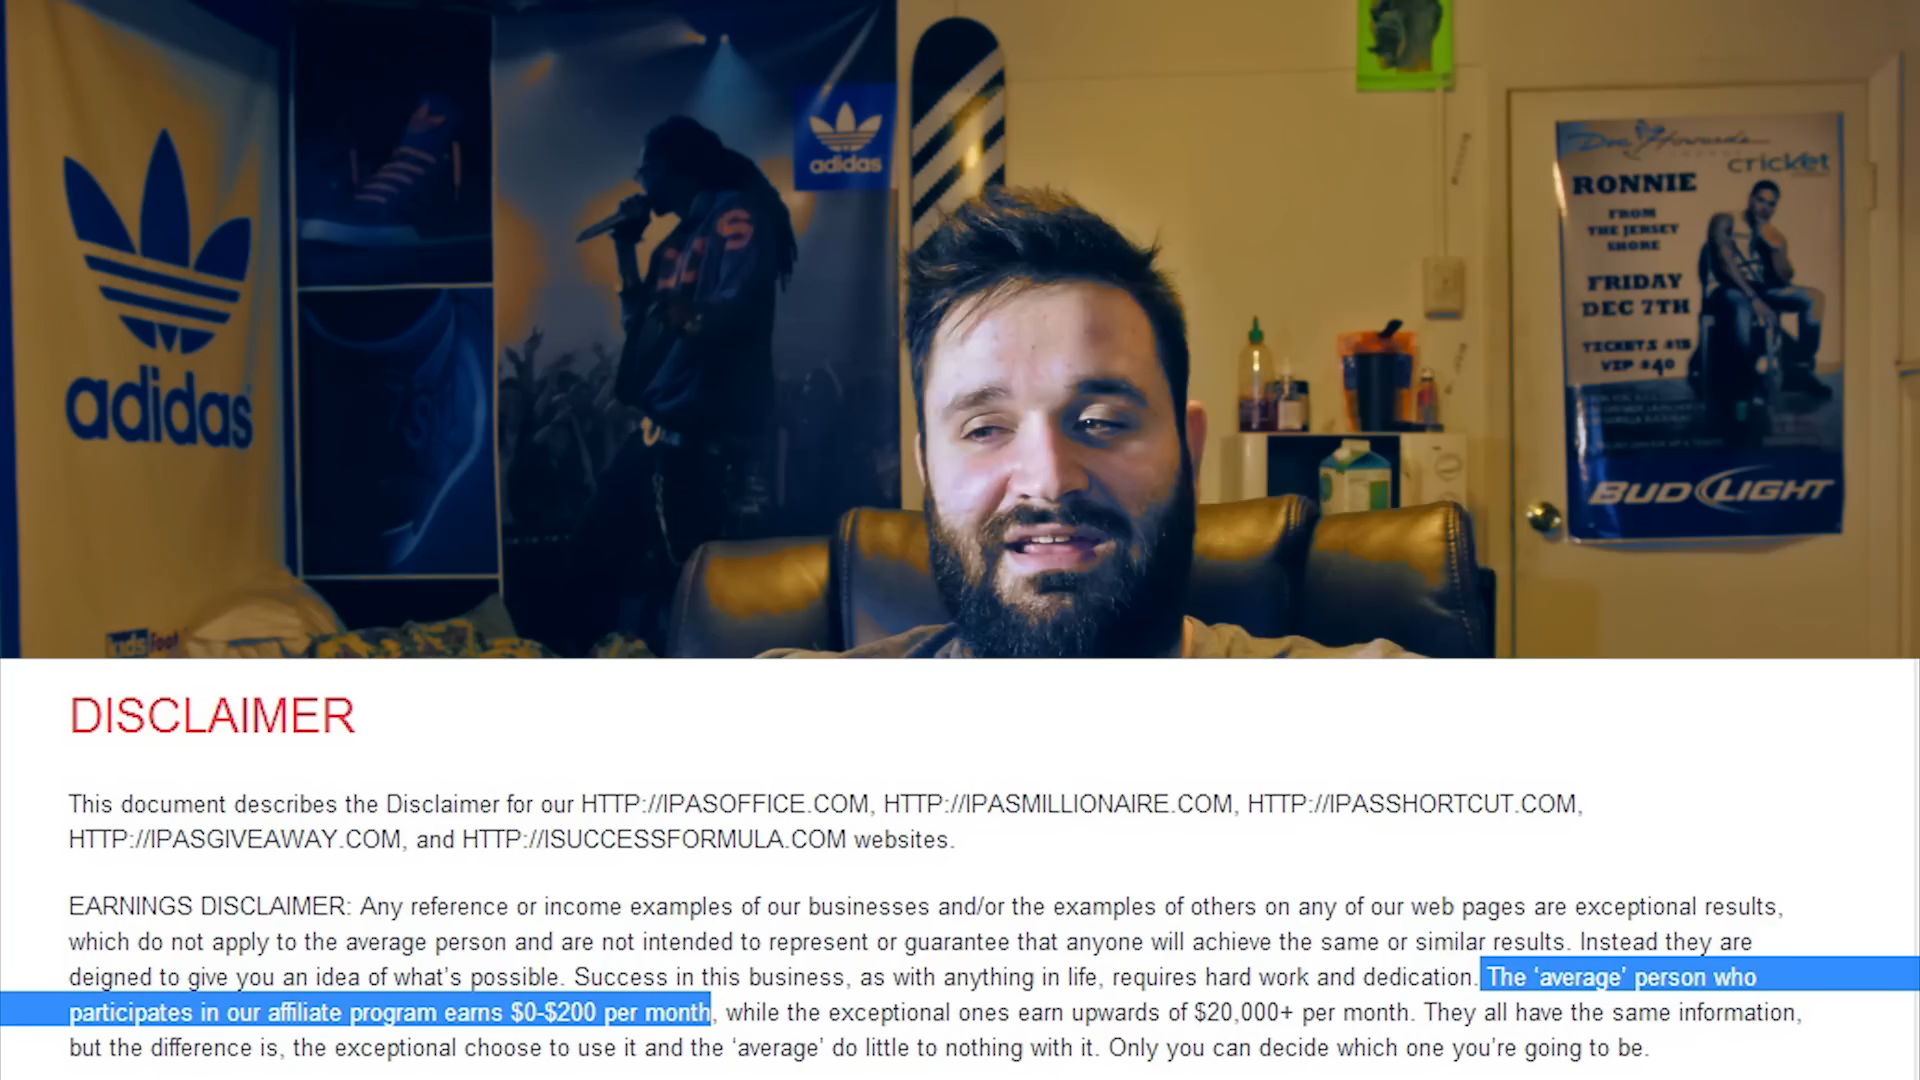 adidas
adidas
Doc Howards
cricket
RONNIE
FROM
THE JERSEY
SHORE
FRIDAY
DEC 7TH
TICKETS $15
VIP $40
BUD LIGHT
kids foot
DISCLAIMER
This document describes the Disclaimer for our HTTP://IPASOFFICE.COM, HTTP://IPASMILLIONAIRE.COM, HTTP://IPASSHORTCUT.COM,
HTTP://IPASGIVEAWAY.COM, and HTTP://ISUCCESSFORMULA.COM websites.
EARNINGS DISCLAIMER: Any reference or income examples of our businesses and/or the examples of others on any of our web pages are exceptional results,
which do not apply to the average person and are not intended to represent or guarantee that anyone will achieve the same or similar results. Instead they are
deigned to give you an idea of what’s possible. Success in this business, as with anything in life, requires hard work and dedication. The ‘average’ person who
participates in our affiliate program earns $0-$200 per month, while the exceptional ones earn upwards of $20,000+ per month. They all have the same information,
but the difference is, the exceptional choose to use it and the ‘average’ do little to nothing with it. Only you can decide which one you’re going to be.